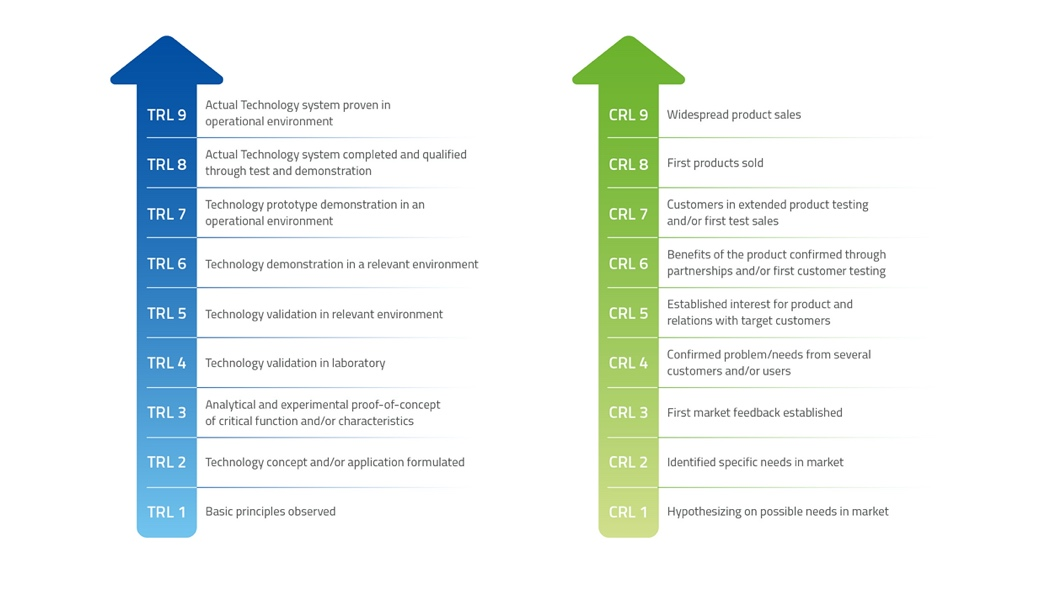 TRL 9
Actual Technology system proven in
operational environment
TRL 8
Actual Technology system completed and qualified
through test and demonstration
TRL 7
Technology prototype demonstration in an
operational environment
TRL 6
Technology demonstration in a relevant environment
TRL 5
Technology validation in relevant environment
TRL 4
Technology validation in laboratory
TRL 3
Analytical and experimental proof-of-concept
of critical function and/or characteristics
TRL 2
Technology concept and/or application formulated
TRL 1
Basic principles observed
CRL 9
Widespread product sales
CRL 8
First products sold
CRL 7
Customers in extended product testing
and/or first test sales
CRL 6
Benefits of the product confirmed through
partnerships and/or first customer testing
CRL 5
Established interest for product and
relations with target customers
CRL 4
Confirmed problem/needs from several
customers and/or users
CRL 3
First market feedback established
CRL 2
Identified specific needs in market
CRL 1
Hypothesizing on possible needs in market